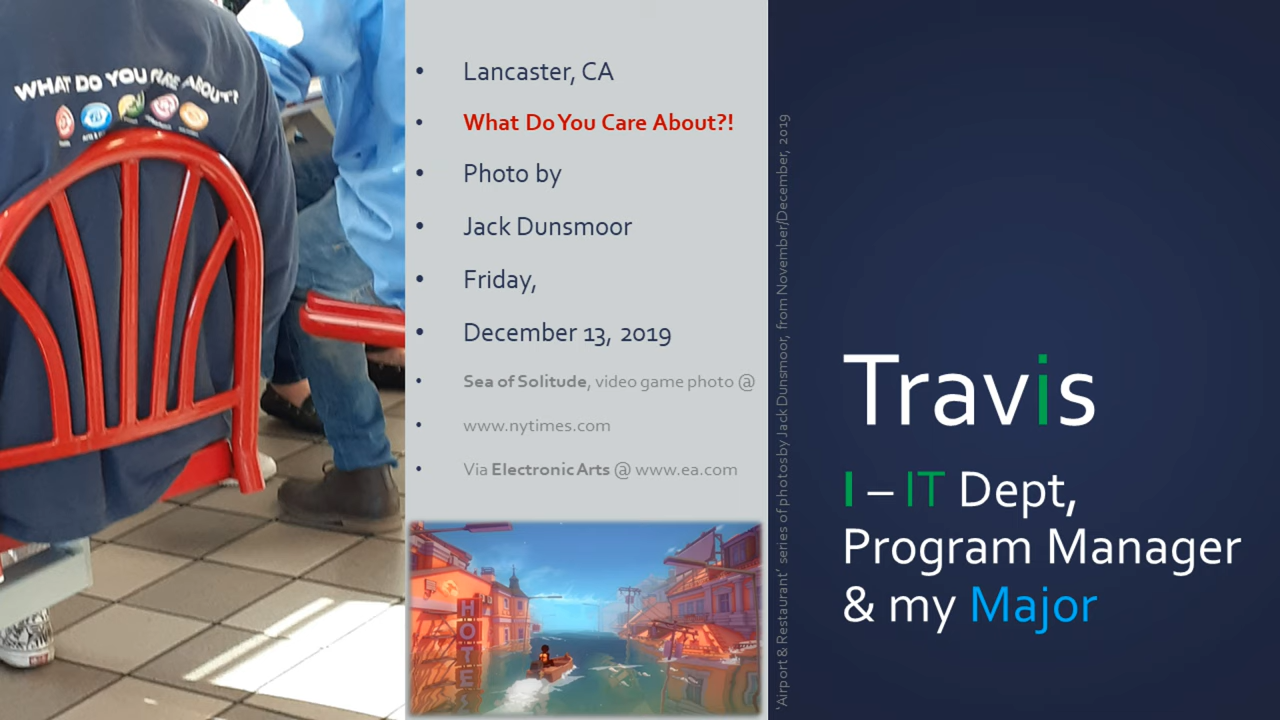 WHAT DO YOU CARE ABOUT?
• Lancaster, CA
• What Do You Care About?!
• Photo by
• Jack Dunsmoor
• Friday,
• December 13, 2019
• Sea of Solitude, video game photo @
• www.nytimes.com
• Via Electronic Arts @ www.ea.com
HOTEL
'Airport & Restaurant' series of photos by Jack Dunsmoor, from November/December, 2019
Travis
I – IT Dept,
Program Manager
& my Major